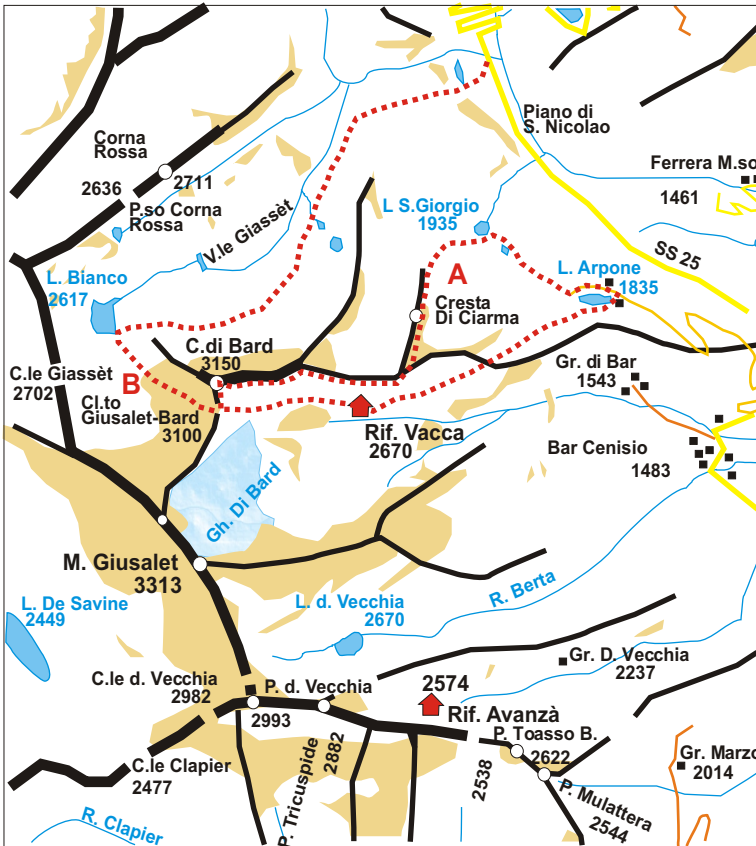 Piano di
S. Nicolao
Corna
Rossa
2636
2711
P.so Corna
Rossa
Ferrera M.so
1461
L S.Giorgio
1935
V.le Giassèt
SS 25
L. Bianco
2617
A
L. Arpone
1835
Cresta
Di Ciarma
C.di Bard
3150
B
C.le Giassèt
2702
Cl.to
Giusalet-Bard
3100
Gr. di Bar
1543
Rif. Vacca
2670
Bar Cenisio
1483
Gh. Di Bard
M. Giusalet
3313
R. Berta
L. De Savine
2449
L. d. Vecchia
2670
Gr. D. Vecchia
2237
C.le d. Vecchia
2982
2993
P. d. Vecchia
2574
Rif. Avanzà
P. Toasso B.
2622
C.le Clapier
2477
P. Tricuspide
2882
2538
Gr. Marzo
2014
P. Mulattera
2544
R. Clapier